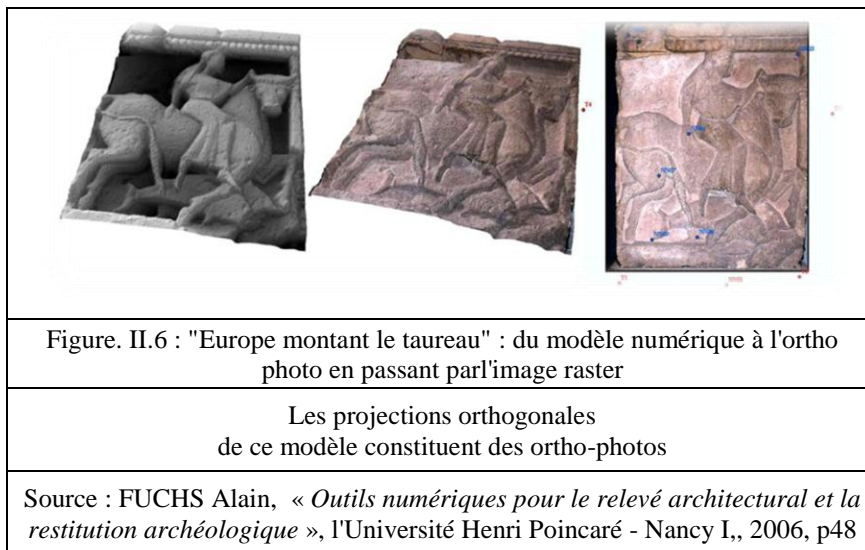 Figure. II.6 : "Europe montant le taureau" : du modèle numérique à l'ortho
photo en passant parl'image raster
Les projections orthogonales
de ce modèle constituent des ortho-photos
Source : FUCHS Alain,  « Outils numériques pour le relevé architectural et la
restitution archéologique », l'Université Henri Poincaré - Nancy I,, 2006, p48